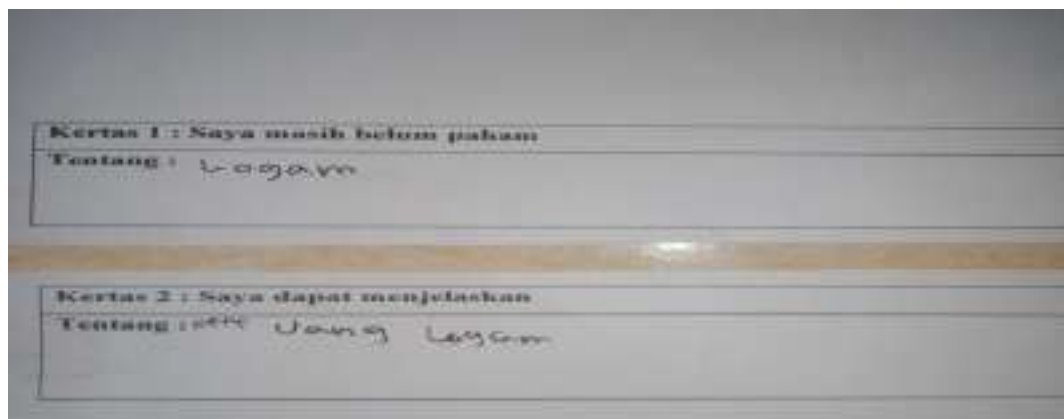 Kertas 1 : Saya masih belum paham
Tentang : Logam
Kertas 2 : Saya dapat menjelaskan
Tentang : Uang Logam